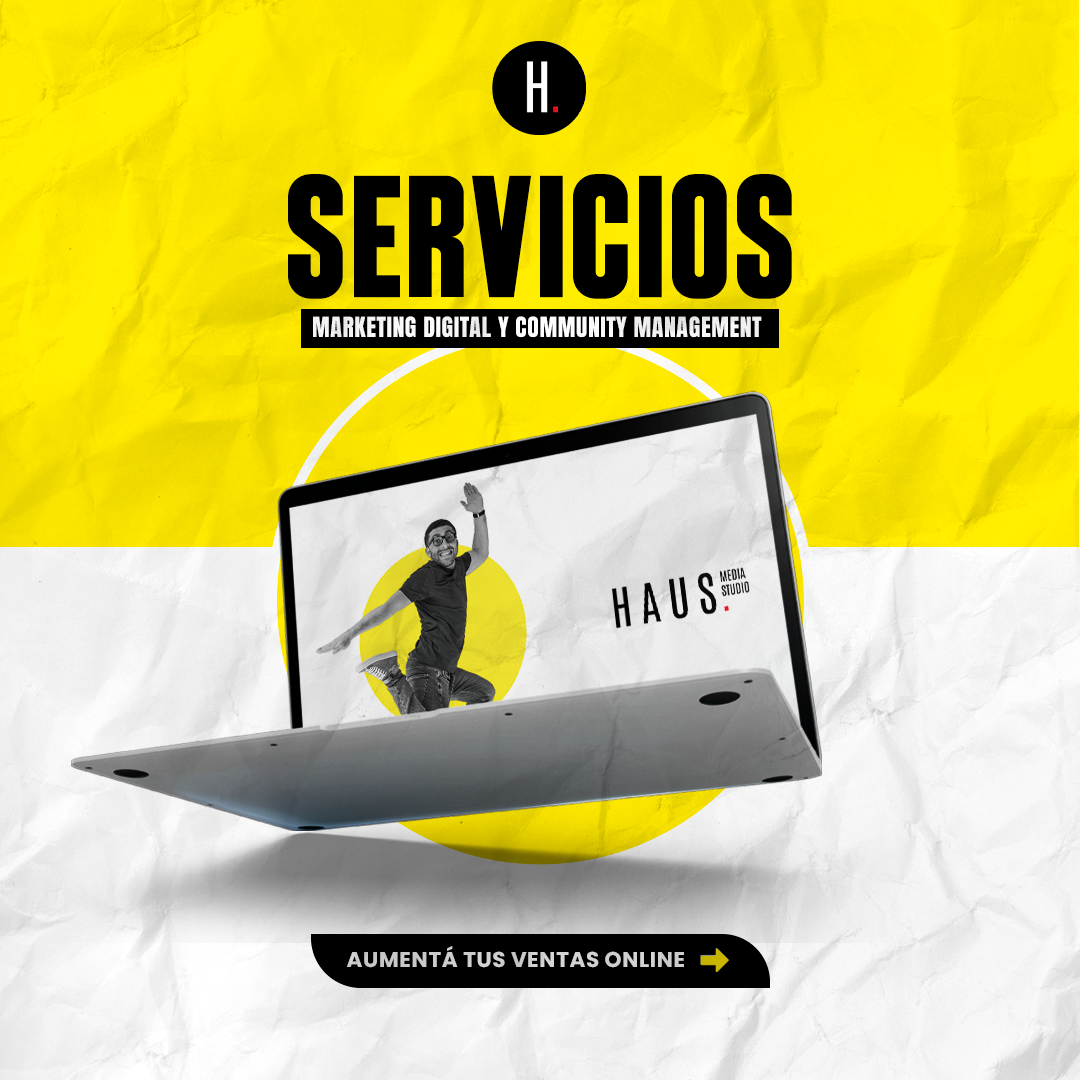 H.
SERVICIOS
MARKETING DIGITAL Y COMMUNITY MANAGEMENT
HAUS. MEDIA
STUDIO
AUMENTÁ TUS VENTAS ONLINE